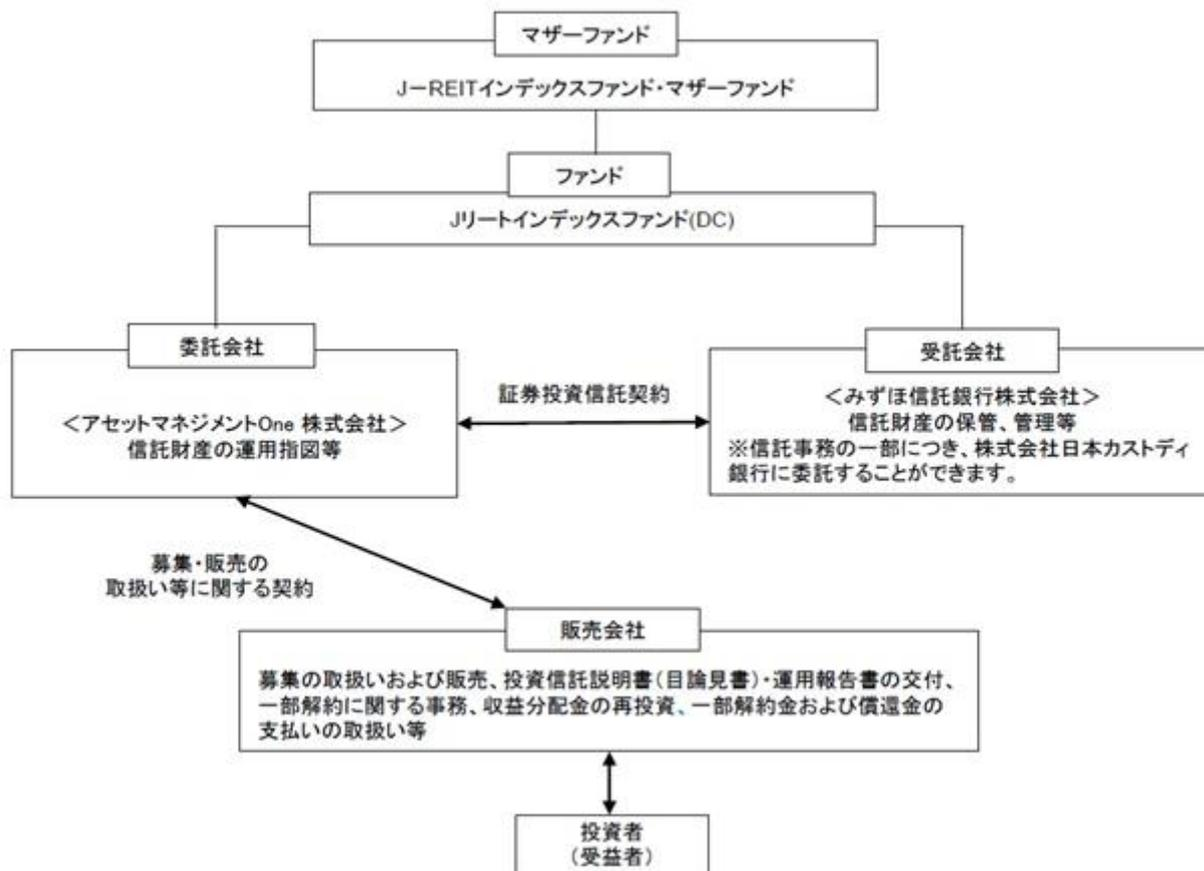 マザーファンド
J－REITインデックスファンド・マザーファンド
ファンド
Jリートインデックスファンド(DC)
委託会社
＜アセットマネジメントOne 株式会社＞
信託財産の運用指図等
証券投資信託契約
受託会社
＜みずほ信託銀行株式会社＞
信託財産の保管、管理等
※信託事務の一部につき、株式会社日本カストディ
銀行に委託することができます。
募集・販売の
取扱い等に関する契約
販売会社
募集の取扱いおよび販売、投資信託説明書（目論見書）・運用報告書の交付、
一部解約に関する事務、収益分配金の再投資、一部解約金および償還金の
支払いの取扱い等
投資者
（受益者）